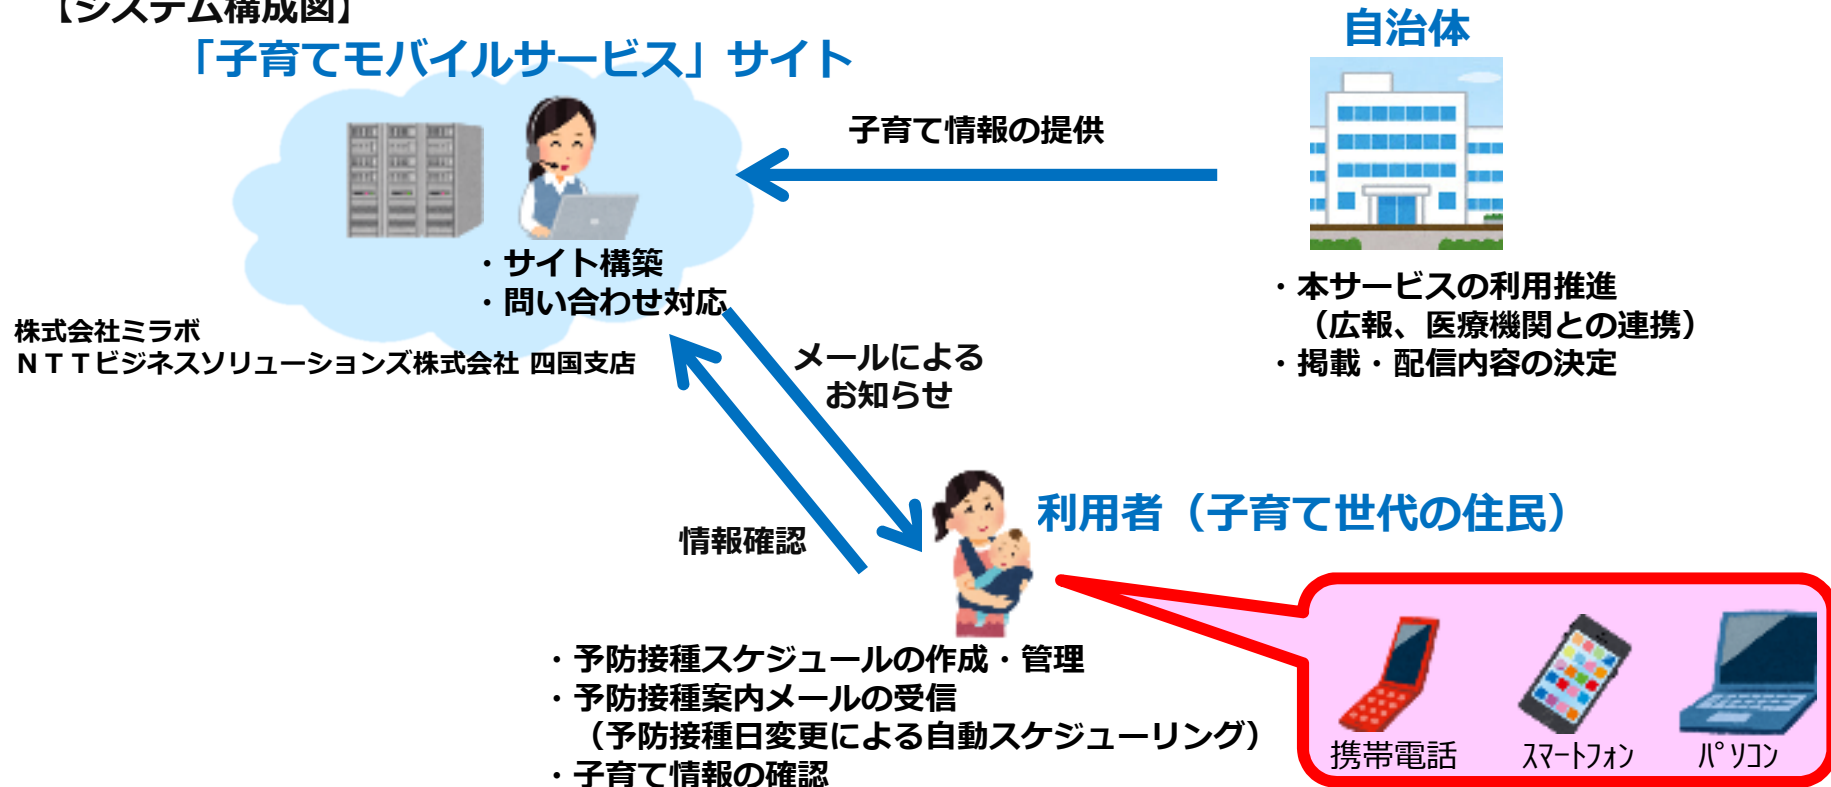 【システム構成図】
「子育てモバイルサービス」サイト
自治体
子育て情報の提供
・サイト構築
・問い合わせ対応
株式会社ミラボ
ＮＴＴビジネスソリューションズ株式会社 四国支店
・本サービスの利用推進
（広報、医療機関との連携）
・掲載・配信内容の決定
メールによる
お知らせ
情報確認
利用者（子育て世代の住民）
・予防接種スケジュールの作成・管理
・予防接種案内メールの受信
（予防接種日変更による自動スケジューリング）
・子育て情報の確認
携帯電話
ｽﾏｰﾄﾌｫﾝ
ﾊﾟｿｺﾝ